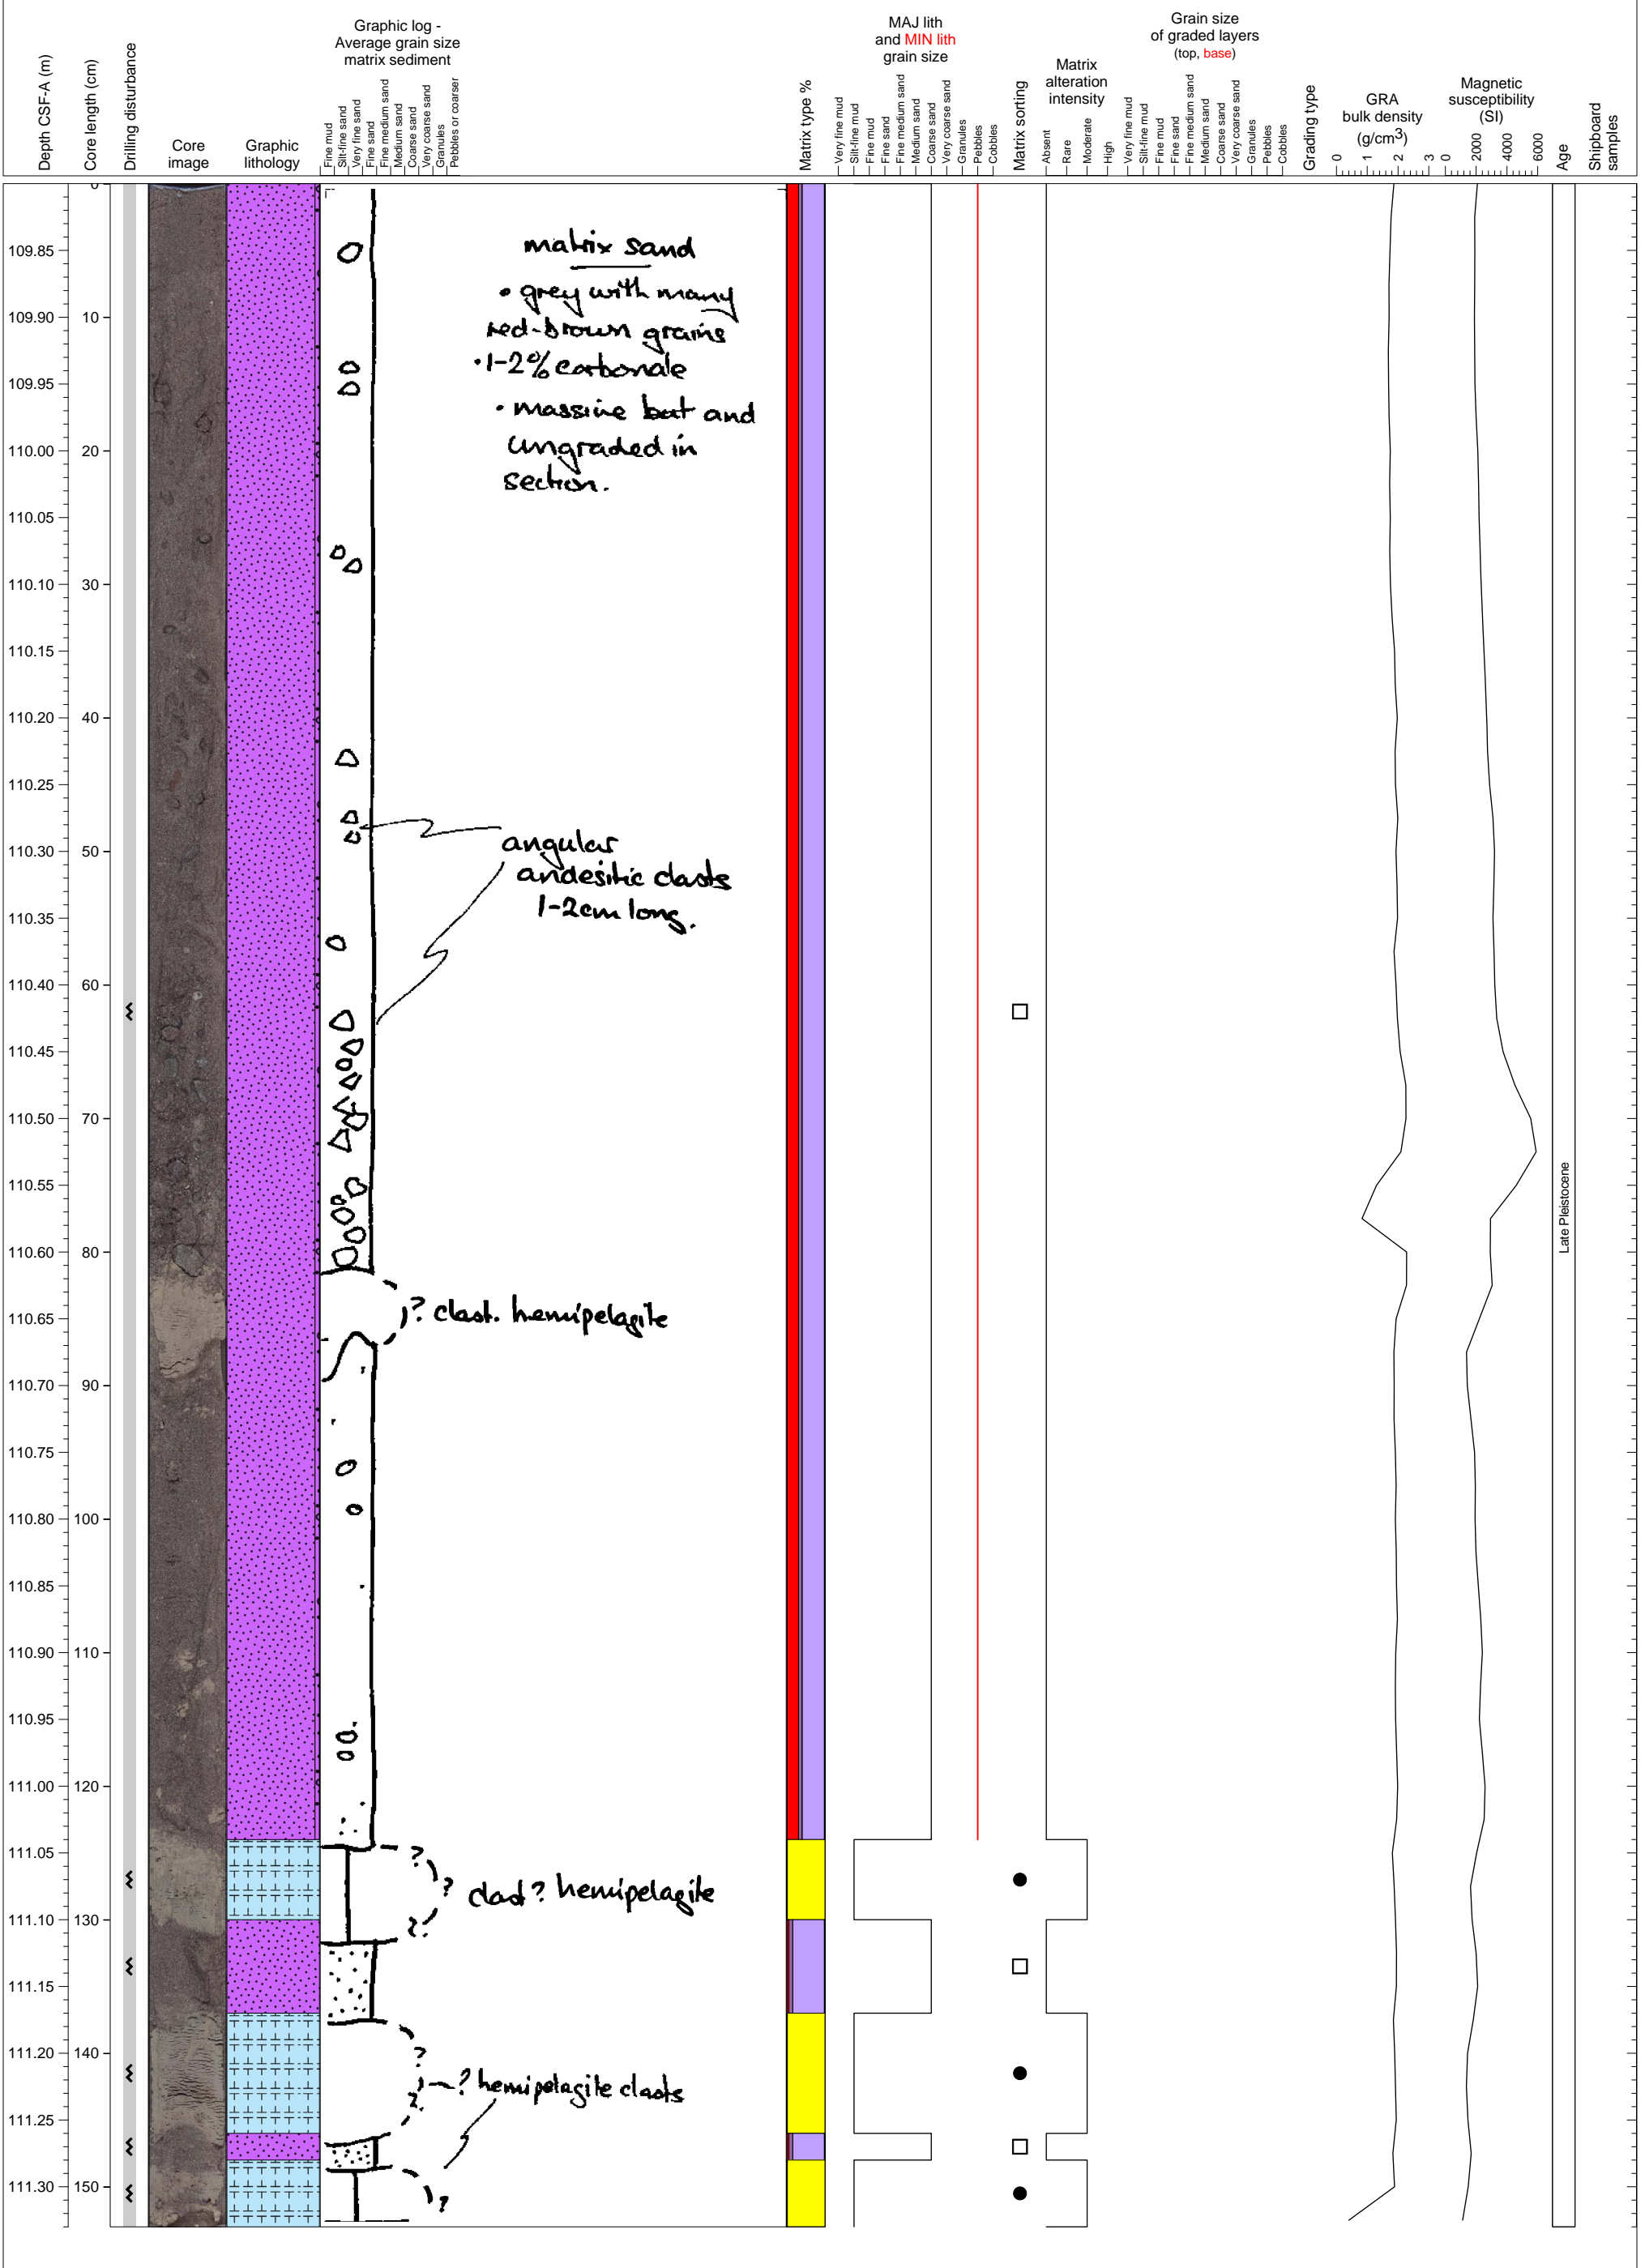 Depth CSF-A (m)
Core length (cm)
Drilling disturbance
Core
image
Graphic
lithology
Graphic log -
Average grain size
matrix sediment
Fine mud
Silt-fine sand
Very fine sand
Fine sand
Fine medium sand
Medium sand
Coarse sand
Very coarse sand
Granules
Pebbles or coarser
Matrix type %
MAJ lith
and MIN lith
grain size
Very fine mud
Silt-fine mud
Fine mud
Fine sand
Fine medium sand
Medium sand
Coarse sand
Very coarse sand
Granules
Pebbles
Cobbles
Matrix sorting
Matrix
alteration
intensity
Absent
Rare
Moderate
High
Grain size
of graded layers
(top, base)
Very fine mud
Silt-fine mud
Fine mud
Fine sand
Fine medium sand
Medium sand
Coarse sand
Very coarse sand
Granules
Pebbles
Cobbles
Grading type
GRA
bulk density
(g/cm3)
0 1 2 3
Magnetic
susceptibility
(SI)
0 2000 4000 6000
Age
Shipboard
samples
0
109.85
109.90 10
109.95
110.00 20
110.05
110.10 30
110.15
110.20 40
110.25
110.30 50
110.35
110.40 60
110.45
110.50 70
110.55
110.60 80
110.65
110.70 90
110.75
110.80 100
110.85
110.90 110
110.95
111.00 120
111.05
111.10 130
111.15
111.20 140
111.25
111.30 150
matrix sand
• grey with many
red-brown grains
• 1-2% carbonate
• massive but and
ungraded in
section.
angular
andesitic clasts
1-2cm long.
? clast. hemipelagite
?
?
? clast? hemipelagite
?
?
-? hemipelagite clasts
?
?
Late Pleistocene